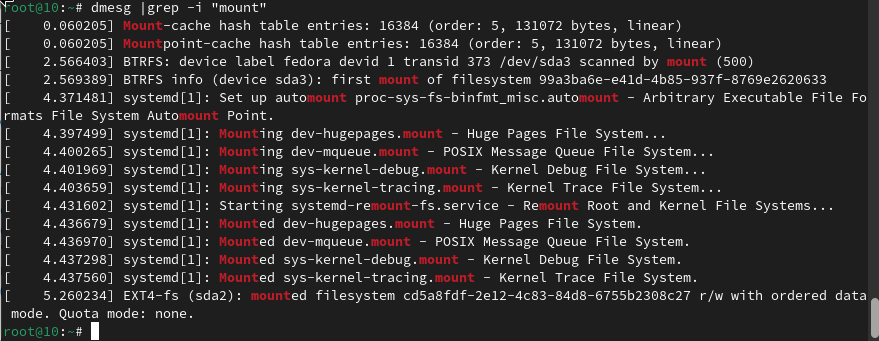 root@10:~# dmesg |grep -i "mount"
[    0.060205] Mount-cache hash table entries: 16384 (order: 5, 131072 bytes, linear)
[    0.060205] Mountpoint-cache hash table entries: 16384 (order: 5, 131072 bytes, linear)
[    2.566403] BTRFS: device label fedora devid 1 transid 373 /dev/sda3 scanned by mount (500)
[    2.569389] BTRFS info (device sda3): first mount of filesystem 99a3ba6e-e41d-4b85-937f-8769e2620633
[    4.371481] systemd[1]: Set up automount proc-sys-fs-binfmt_misc.automount - Arbitrary Executable File Fo
rmats File System Automount Point.
[    4.397499] systemd[1]: Mounting dev-hugepages.mount - Huge Pages File System...
[    4.400265] systemd[1]: Mounting dev-mqueue.mount - POSIX Message Queue File System...
[    4.401969] systemd[1]: Mounting sys-kernel-debug.mount - Kernel Debug File System...
[    4.403659] systemd[1]: Mounting sys-kernel-tracing.mount - Kernel Trace File System...
[    4.431602] systemd[1]: Starting systemd-remount-fs.service - Remount Root and Kernel File Systems...
[    4.436679] systemd[1]: Mounted dev-hugepages.mount - Huge Pages File System.
[    4.436970] systemd[1]: Mounted dev-mqueue.mount - POSIX Message Queue File System.
[    4.437298] systemd[1]: Mounted sys-kernel-debug.mount - Kernel Debug File System.
[    4.437560] systemd[1]: Mounted sys-kernel-tracing.mount - Kernel Trace File System.
[    5.260234] EXT4-fs (sda2): mounted filesystem cd5a8fdf-2e12-4c83-84d8-6755b2308c27 r/w with ordered data
 mode. Quota mode: none.
root@10:~#